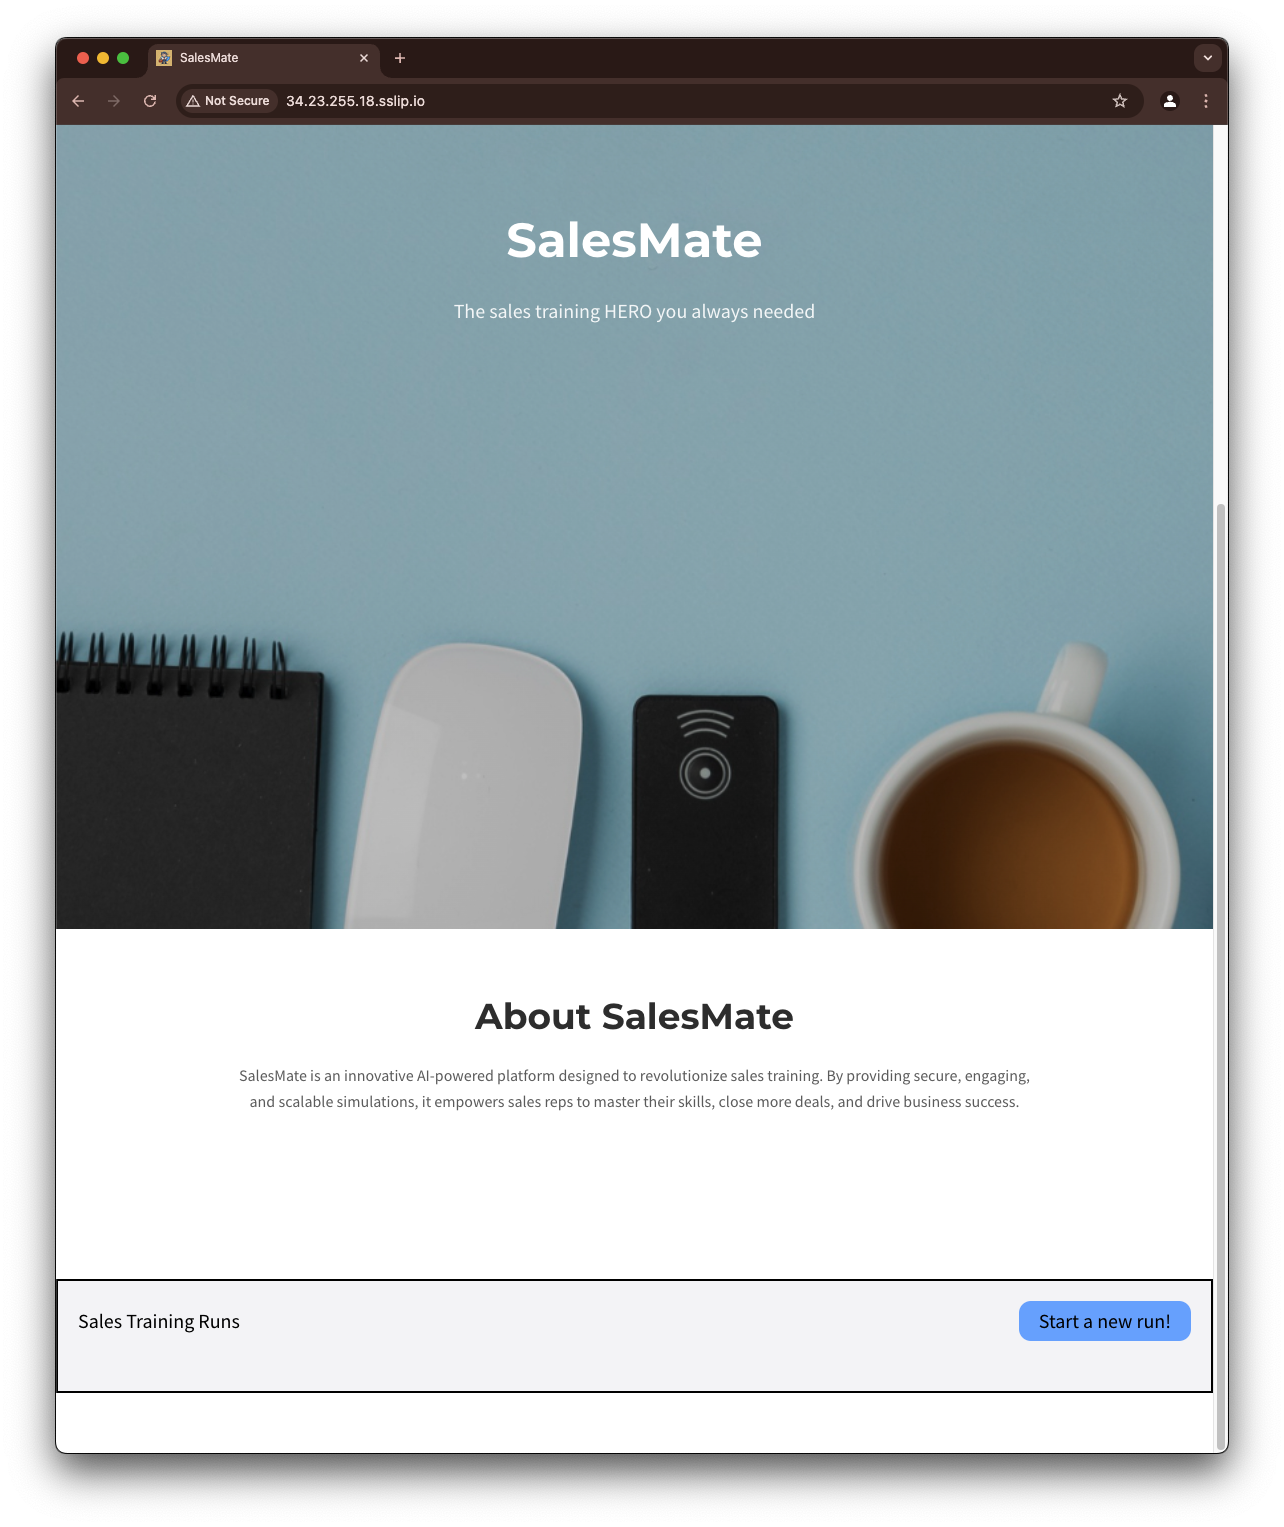 SalesMate
Not Secure
34.23.255.18.sslip.io
SalesMate
The sales training HERO you always needed
About SalesMate
SalesMate is an innovative AI-powered platform designed to revolutionize sales training. By providing secure, engaging,
and scalable simulations, it empowers sales reps to master their skills, close more deals, and drive business success.
Sales Training Runs
Start a new run!